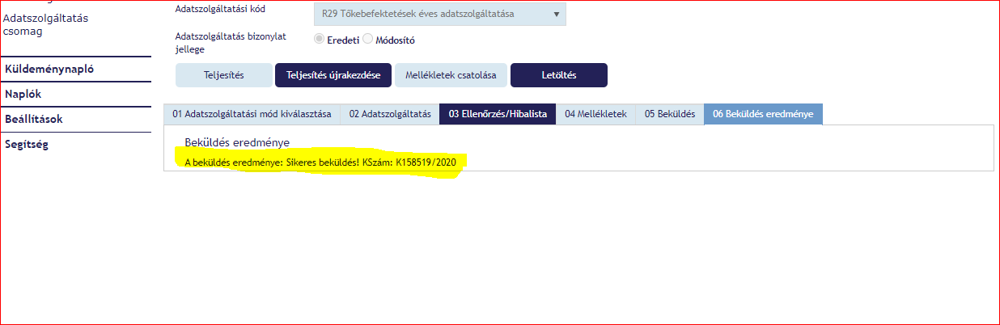 Adatszolgáltatás
csomag
Küldeménynapló
Naplók
Beállítások
Segítség
Adatszolgáltatási kód
R29 Tőkebefektetések éves adatszolgáltatása
Adatszolgáltatás bizonylat
jellege
Eredeti Módosító
Teljesítés Teljesítés újrakezdése Mellékletek csatolása Letöltés
01 Adatszolgáltatási mód kiválasztása 02 Adatszolgáltatás 03 Ellenőrzés/Hibalista 04 Mellékletek 05 Beküldés 06 Beküldés eredménye
Beküldés eredménye
A beküldés eredménye: Sikeres beküldés! KSzám: K158519/2020